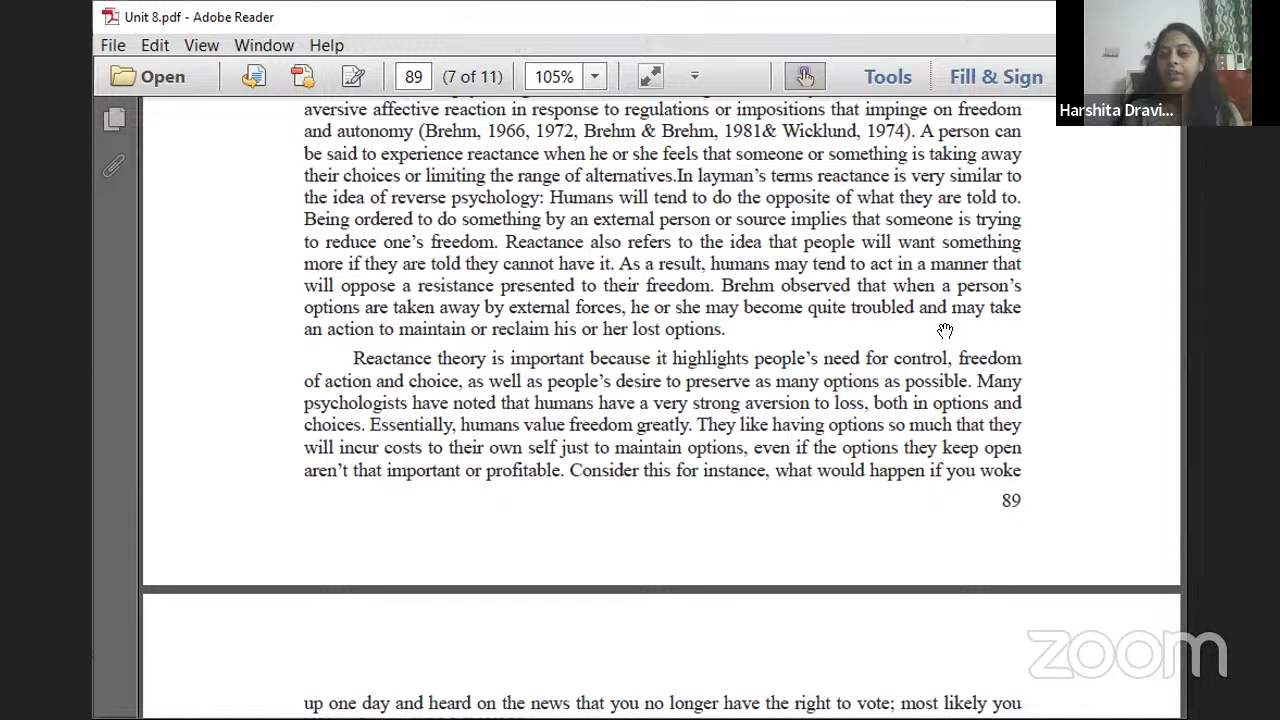 Unit 8.pdf - Adobe Reader
File Edit View Window Help
Open
89 (7 of 11) 105% Tools Fill & Sign
Harshita Dravi...
aversive affective reaction in response to regulations or impositions that impinge on freedom
and autonomy (Brehm, 1966, 1972, Brehm & Brehm, 1981& Wicklund, 1974). A person can
be said to experience reactance when he or she feels that someone or something is taking away
their choices or limiting the range of alternatives.In layman's terms reactance is very similar to
the idea of reverse psychology: Humans will tend to do the opposite of what they are told to.
Being ordered to do something by an external person or source implies that someone is trying
to reduce one's freedom. Reactance also refers to the idea that people will want something
more if they are told they cannot have it. As a result, humans may tend to act in a manner that
will oppose a resistance presented to their freedom. Brehm observed that when a person's
options are taken away by external forces, he or she may become quite troubled and may take
an action to maintain or reclaim his or her lost options.
Reactance theory is important because it highlights people's need for control, freedom
of action and choice, as well as people's desire to preserve as many options as possible. Many
psychologists have noted that humans have a very strong aversion to loss, both in options and
choices. Essentially, humans value freedom greatly. They like having options so much that they
will incur costs to their own self just to maintain options, even if the options they keep open
aren't that important or profitable. Consider this for instance, what would happen if you woke
89
zoom
up one day and heard on the news that you no longer have the right to vote; most likely you